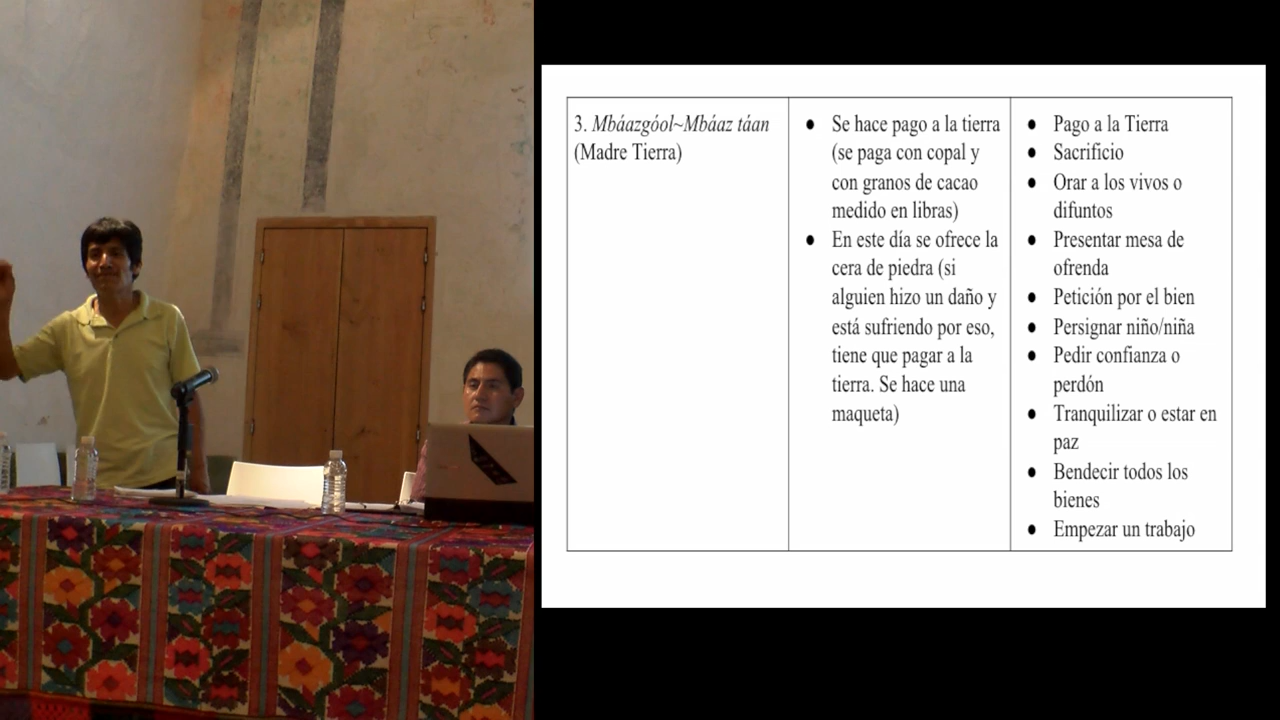 3. Mbáazgóol~Mbáaz táan
(Madre Tierra)
● Se hace pago a la tierra
(se paga con copal y
con granos de cacao
medido en libras)
● En este día se ofrece la
cera de piedra (si
alguien hizo un daño y
está sufriendo por eso,
tiene que pagar a la
tierra. Se hace una
maqueta)
● Pago a la Tierra
● Sacrificio
● Orar a los vivos o
difuntos
● Presentar mesa de
ofrenda
● Petición por el bien
● Persignar niño/niña
● Pedir confianza o
perdón
● Tranquilizar o estar en
paz
● Bendecir todos los
bienes
● Empezar un trabajo